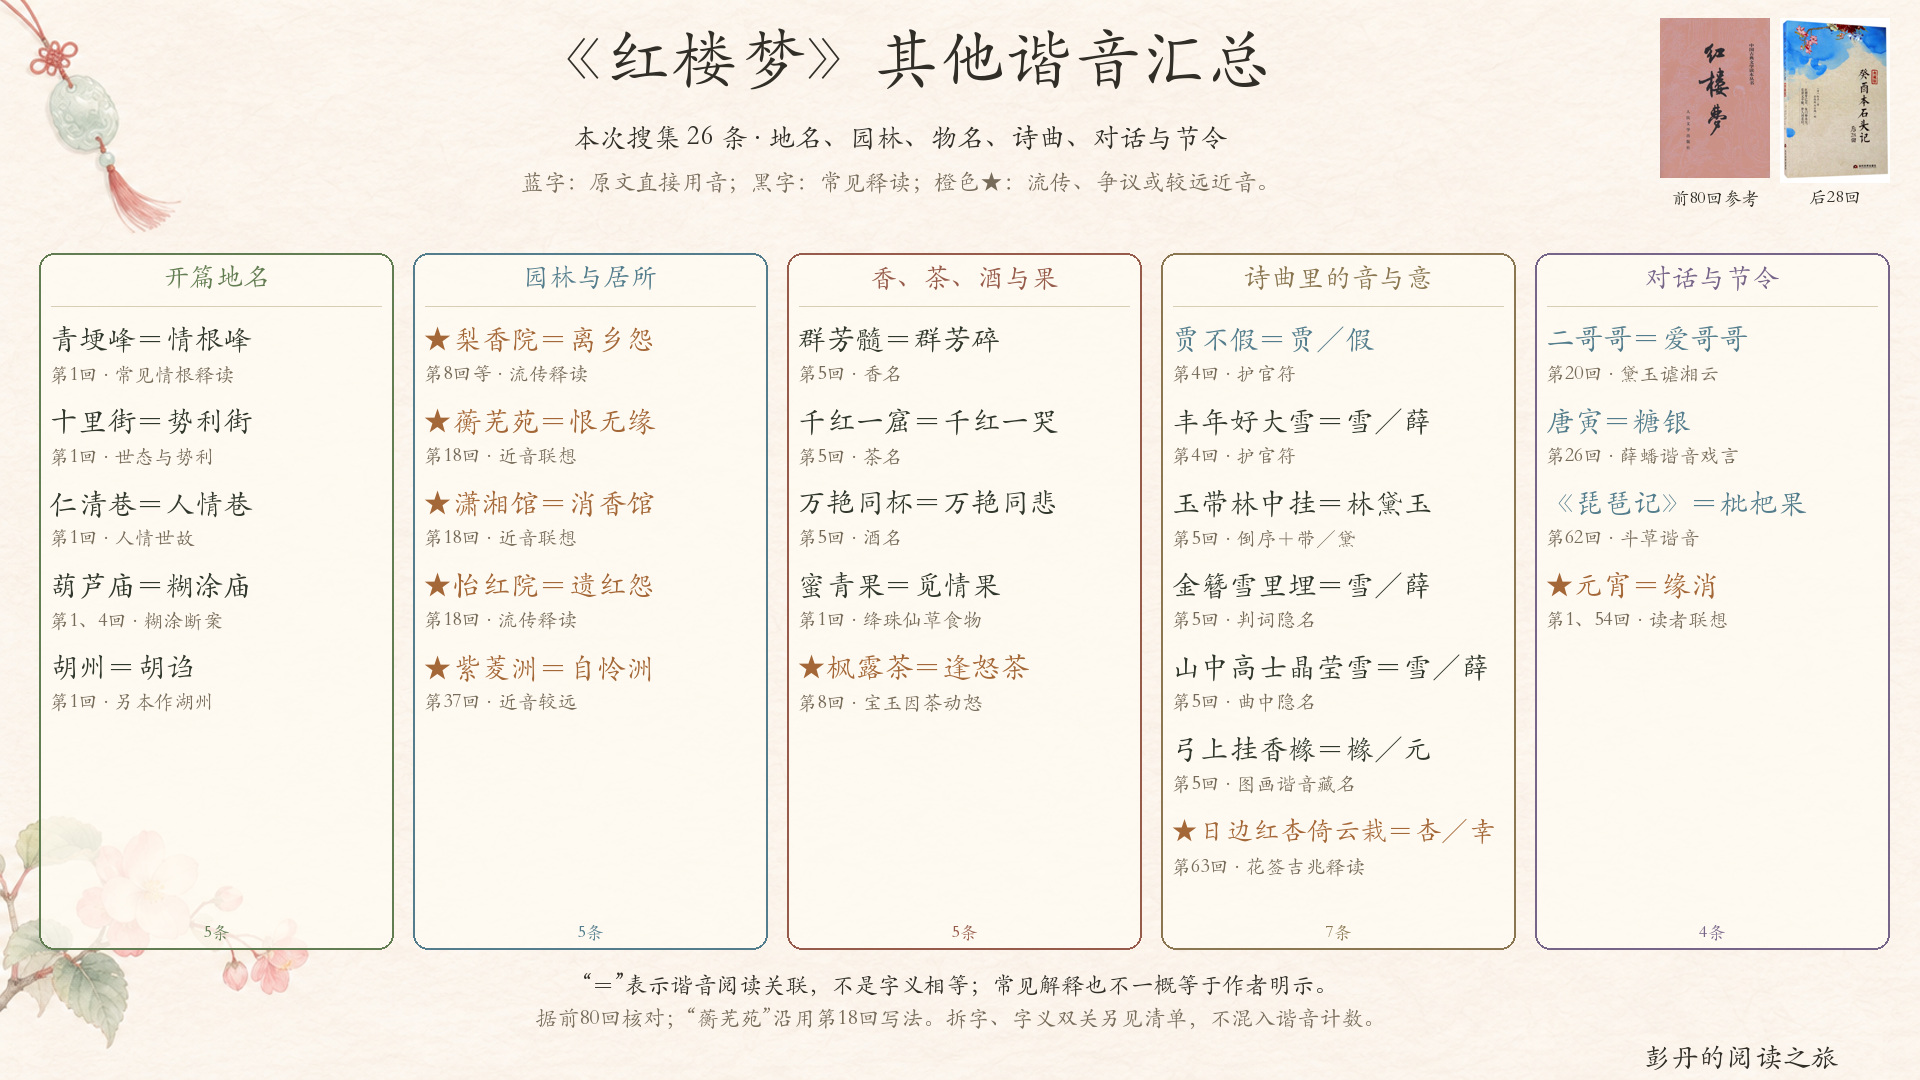 《红楼梦》其他谐音汇总
本次搜集 26 条·地名、园林、物名、诗曲、对话与节令
蓝字：原文直接用音；黑字：常见释读；橙色★：流传、争议或较远近音。
红楼梦
癸酉本石头记
前80回参考
后28回
开篇地名
青埂峰＝情根峰
第1回·常见情根释读
十里街＝势利街
第1回·世态与势利
仁清巷＝人情巷
第1回·人情世故
葫芦庙＝糊涂庙
第1、4回·糊涂断案
胡州＝胡诌
第1回·另本作湖州
5条
园林与居所
★梨香院＝离乡怨
第8回等·流传释读
★蘅芜苑＝恨无缘
第18回·近音联想
★潇湘馆＝消香馆
第18回·近音联想
★怡红院＝遗红怨
第18回·流传释读
★紫菱洲＝自怜洲
第37回·近音较远
5条
香、茶、酒与果
群芳髓＝群芳碎
第5回·香名
千红一窟＝千红一哭
第5回·茶名
万艳同杯＝万艳同悲
第5回·酒名
蜜青果＝觅情果
第1回·绛珠仙草食物
★枫露茶＝逢怒茶
第8回·宝玉因茶动怒
5条
诗曲里的音与意
贾不假＝贾／假
第4回·护官符
丰年好大雪＝雪／薛
第4回·护官符
玉带林中挂＝林黛玉
第5回·倒序＋带／黛
金簪雪里埋＝雪／薛
第5回·判词隐名
山中高士晶莹雪＝雪／薛
第5回·曲中隐名
弓上挂香橼＝橼／元
第5回·图画谐音藏名
★日边红杏倚云栽＝杏／幸
第63回·花签吉兆释读
7条
对话与节令
二哥哥＝爱哥哥
第20回·黛玉谑湘云
唐寅＝糖银
第26回·薛蟠谐音戏言
《琵琶记》＝枇杷果
第62回·斗草谐音
★元宵＝缘消
第1、54回·读者联想
4条
“＝”表示谐音阅读关联，不是字义相等；常见解释也不一概等于作者明示。
据前80回核对；“蘅芜苑”沿用第18回写法。拆字、字义双关另见清单，不混入谐音计数。
彭丹的阅读之旅